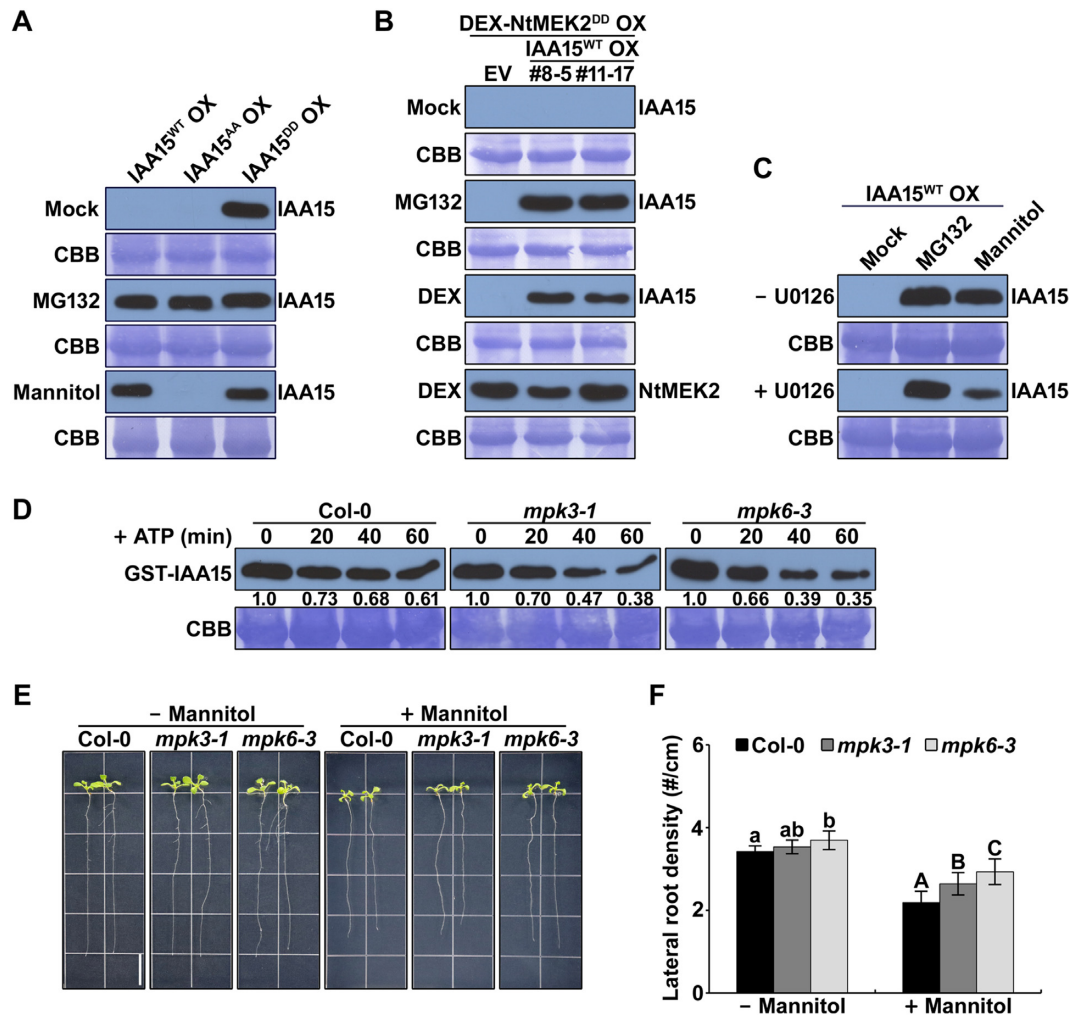 A
IAA15WT OX
IAA15AA OX
IAA15DD OX
Mock
IAA15
CBB
MG132
IAA15
CBB
Mannitol
IAA15
CBB
B
DEX-NtMEK2DD OX
IAA15WT OX
EV #8-5 #11-17
Mock
IAA15
CBB
MG132
IAA15
CBB
DEX
IAA15
CBB
DEX
NtMEK2
CBB
C
IAA15WT OX
Mock
MG132
Mannitol
− U0126
IAA15
CBB
+ U0126
IAA15
CBB
D
Col-0 mpk3-1 mpk6-3
+ ATP (min) 0 20 40 60 0 20 40 60 0 20 40 60
GST-IAA15
1.0 0.73 0.68 0.61 1.0 0.70 0.47 0.38 1.0 0.66 0.39 0.35
CBB
E
− Mannitol + Mannitol
Col-0 mpk3-1 mpk6-3 Col-0 mpk3-1 mpk6-3
F
Lateral root density (#/cm)
6
4
2
0
Col-0 mpk3-1 mpk6-3
a ab b
A B C
− Mannitol + Mannitol